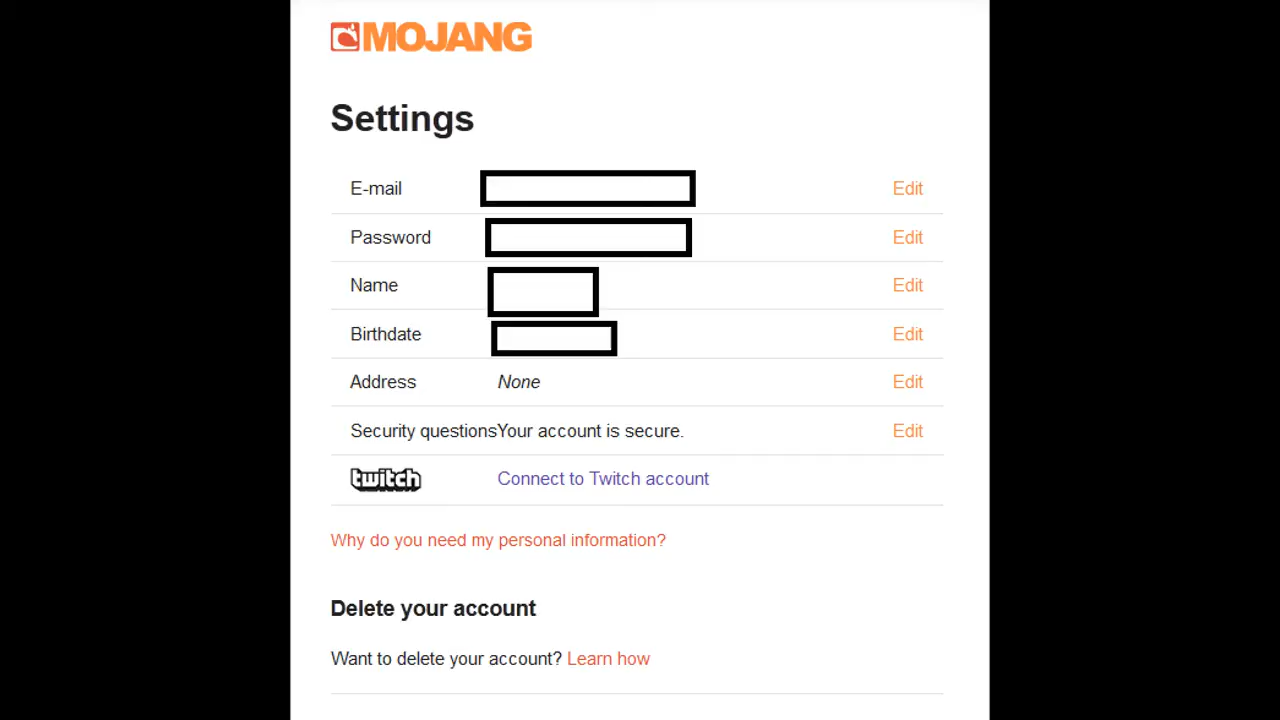 MOJANG
Settings
E-mail Edit
Password Edit
Name Edit
Birthdate Edit
Address None Edit
Security questionsYour account is secure. Edit
twitch Connect to Twitch account
Why do you need my personal information?
Delete your account
Want to delete your account? Learn how